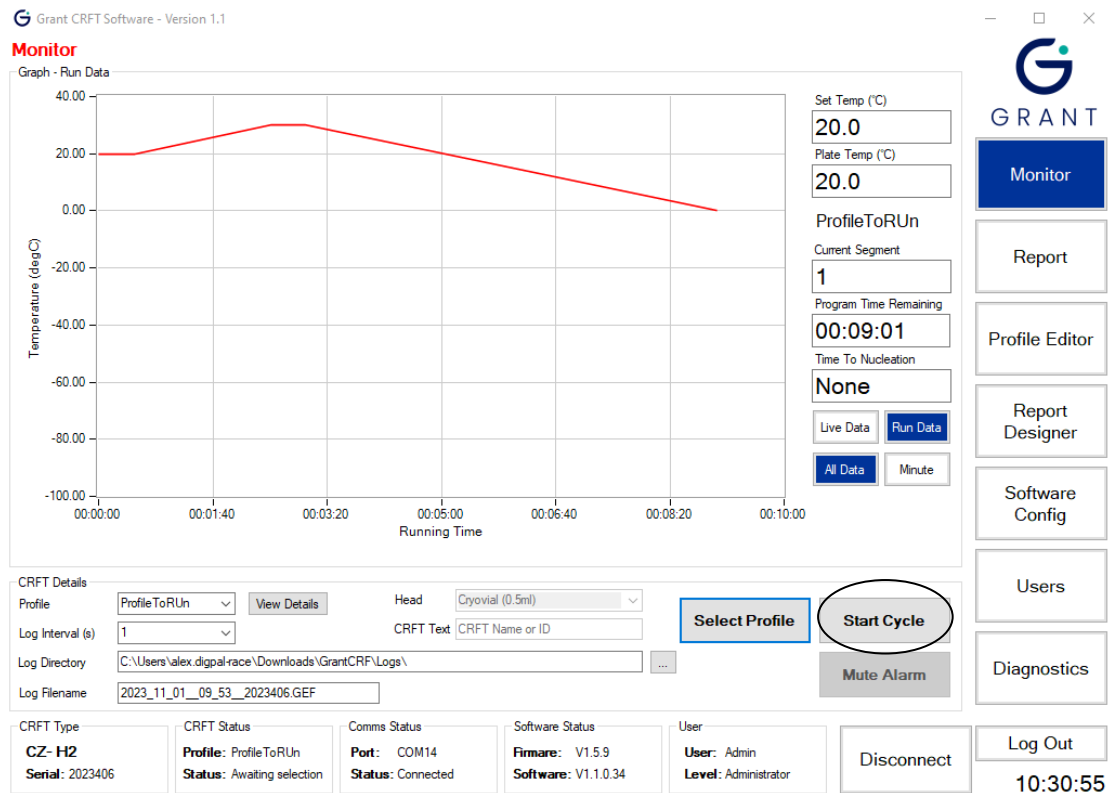 Grant CRFT Software - Version 1.1
Monitor
Graph - Run Data
40.00
20.00
0.00
-20.00
-40.00
-60.00
-80.00
-100.00
Temperature (degC)
00:00:00 00:01:40 00:03:20 00:05:00 00:06:40 00:08:20 00:10:00
Running Time
Set Temp (°C)
20.0
Plate Temp (°C)
20.0
ProfileToRUn
Current Segment
1
Program Time Remaining
00:09:01
Time To Nucleation
None
Live Data Run Data
All Data Minute
GRANT
Monitor
Report
Profile Editor
Report
Designer
Software
Config
Users
Diagnostics
CRFT Details
Profile ProfileToRUn View Details Head Cryovial (0.5ml)
Log Interval (s) 1 CRFT Text CRFT Name or ID
Log Directory C:\Users\alex.digpal-race\Downloads\GrantCRF\Logs\ ...
Log Filename 2023_11_01__09_53__2023406.GEF
Select Profile Start Cycle
Mute Alarm
CRFT Type
CZ- H2
Serial: 2023406
CRFT Status
Profile: ProfileToRUn
Status: Awaiting selection
Comms Status
Port: COM14
Status: Connected
Software Status
Firmare: V1.5.9
Software: V1.1.0.34
User
User: Admin
Level: Administrator
Disconnect
Log Out
10:30:55